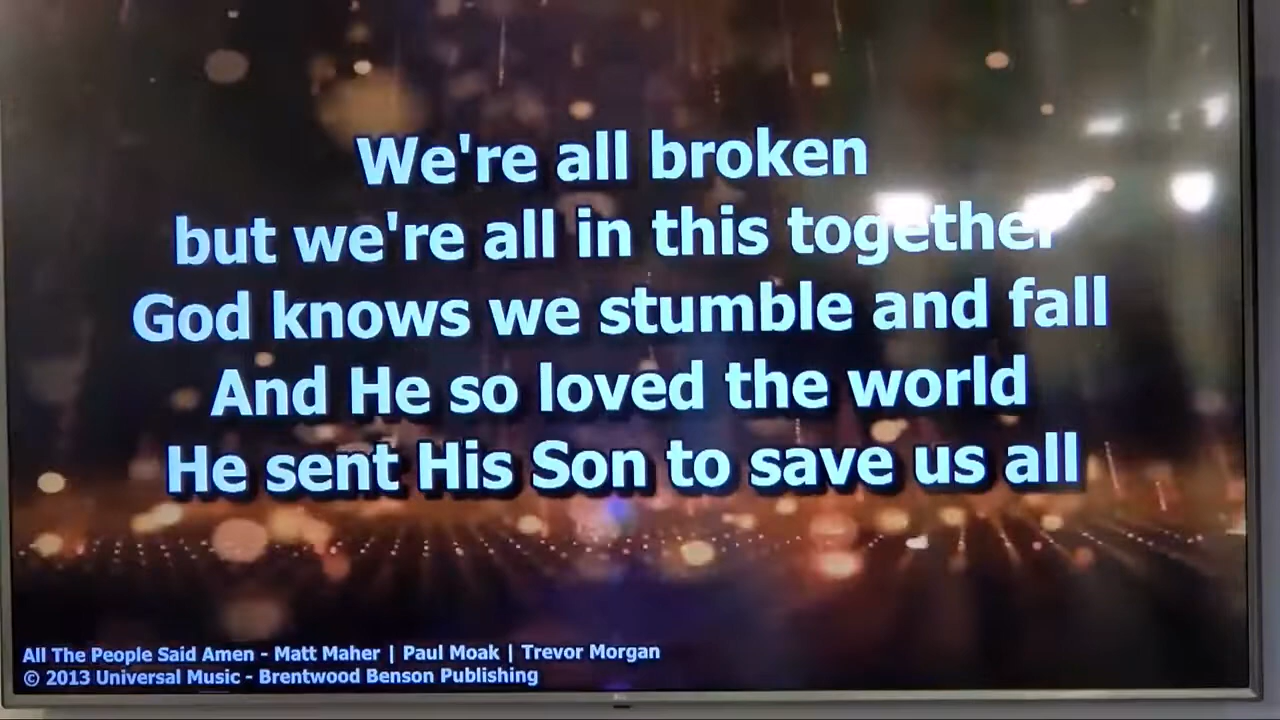 We're all broken
but we're all in this together
God knows we stumble and fall
And He so loved the world
He sent His Son to save us all
All The People Said Amen - Matt Maher | Paul Moak | Trevor Morgan
© 2013 Universal Music - Brentwood Benson Publishing